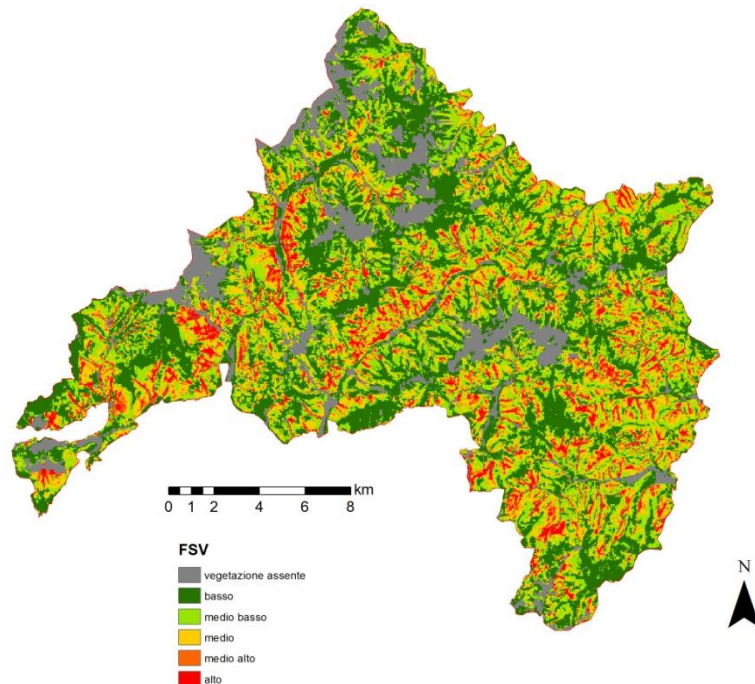 km
0 1 2 4 6 8
FSV
vegetazione assente
basso
medio basso
medio
medio alto
alto
N